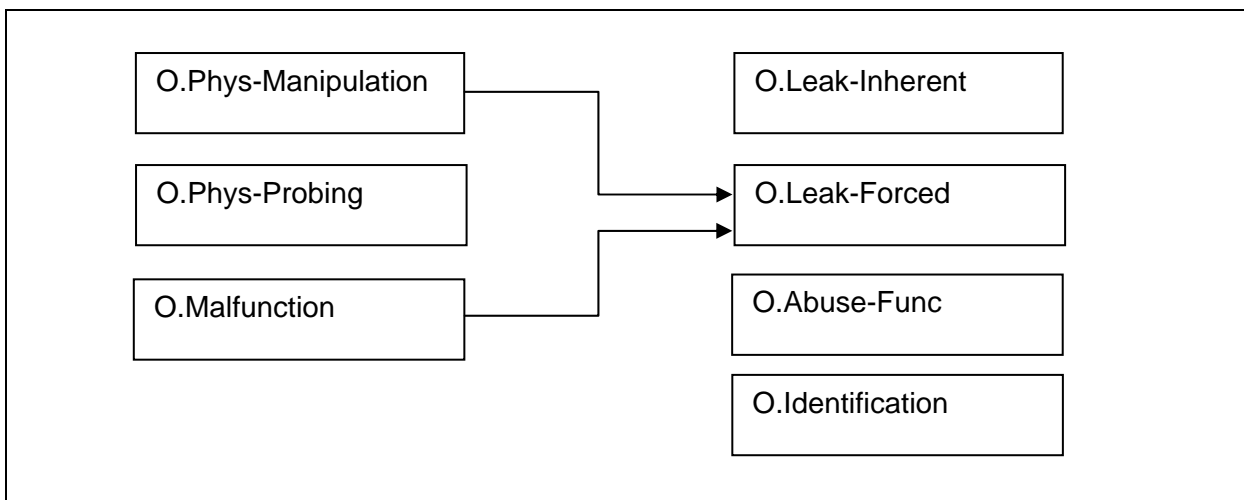 O.Phys-Manipulation
O.Phys-Probing
O.Malfunction
O.Leak-Inherent
O.Leak-Forced
O.Abuse-Func
O.Identification